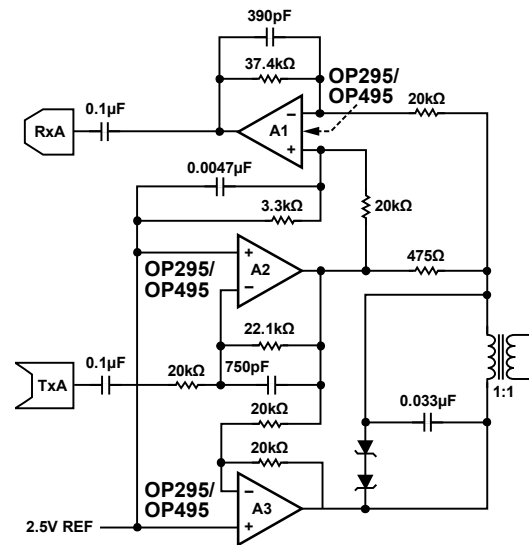 390pF
37.4kΩ
OP295/
OP495
0.1µF
RxA
A1
−
+
20kΩ
0.0047µF
3.3kΩ
20kΩ
OP295/
OP495
+
A2
−
475Ω
22.1kΩ
0.1µF
TxA
20kΩ
750pF
1:1
0.033µF
20kΩ
20kΩ
OP295/
OP495
−
A3
+
2.5V REF